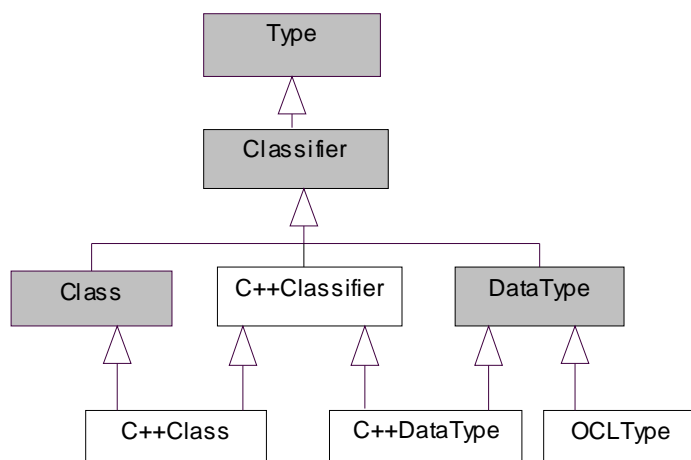 Type
Classifier
Class
C++Classifier
DataType
C++Class
C++DataType
OCLType